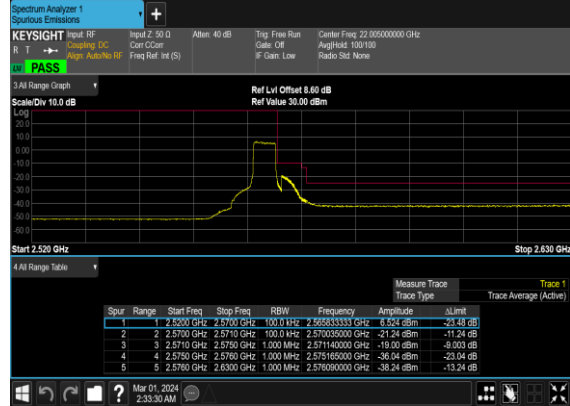 Spectrum Analyzer 1
Spurious Emissions
KEYSIGHT Input: RF Input Z: 50 Ω Atten: 40 dB Trig: Free Run Center Freq: 22.005000000 GHz
R T Coupling: DC Corr CCorr Gate: Off Avg|Hold: 100/100
Align: Auto/No RF Freq Ref: Int (S) IF Gain: Low Radio Std: None
LW PASS
3 All Range Graph
Ref Lvl Offset 8.60 dB
Scale/Div 10.0 dB Ref Value 30.00 dBm
Log
20.0
10.0
0.00
-10.0
-20.0
-30.0
-40.0
-50.0
-60.0
Start 2.520 GHz Stop 2.630 GHz
4 All Range Table
Measure Trace Trace 1
Trace Type Trace Average (Active)
Spur Range Start Freq Stop Freq RBW Frequency Amplitude ΔLimit
1 1 2.5200 GHz 2.5700 GHz 100.0 kHz 2.565833333 GHz 6.524 dBm -23.48 dB
2 2 2.5700 GHz 2.5710 GHz 100.0 kHz 2.570035000 GHz -21.24 dBm -11.24 dB
3 3 2.5710 GHz 2.5750 GHz 1.000 MHz 2.571140000 GHz -19.00 dBm -9.003 dB
4 4 2.5750 GHz 2.5760 GHz 1.000 MHz 2.575165000 GHz -36.04 dBm -23.04 dB
5 5 2.5760 GHz 2.6300 GHz 1.000 MHz 2.576090000 GHz -38.24 dBm -13.24 dB
Mar 01, 2024
2:33:30 AM